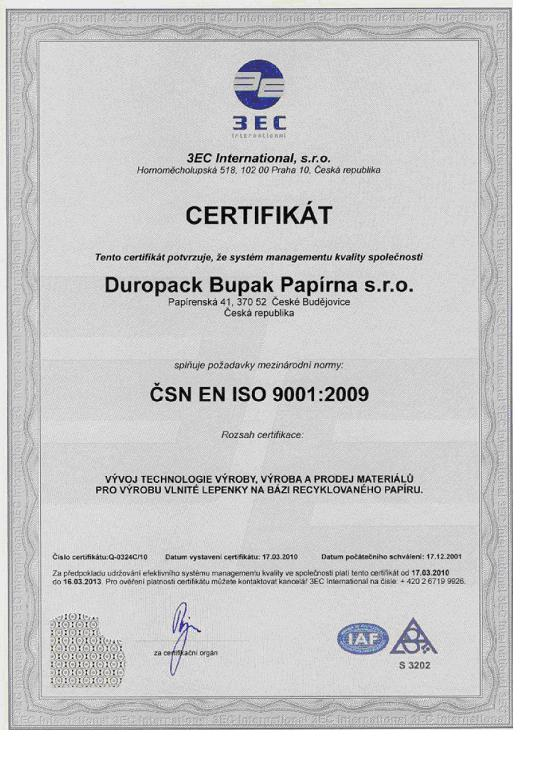 3EC
International
3EC International, s.r.o.
Hornoměcholupská 518, 102 00 Praha 10, Česká republika
CERTIFIKÁT
Tento certifikát potvrzuje, že systém managementu kvality společnosti
Duropack Bupak Papírna s.r.o.
Papírenská 41, 370 52 České Budějovice
Česká republika
splňuje požadavky mezinárodní normy:
ČSN EN ISO 9001:2009
Rozsah certifikace:
VÝVOJ TECHNOLOGIE VÝROBY, VÝROBA A PRODEJ MATERIÁLŮ
PRO VÝROBU VLNITÉ LEPENKY NA BÁZI RECYKLOVANÉHO PAPÍRU.
Číslo certifikátu:Q-0324C/10 Datum vystavení certifikátu: 17.03.2010 Datum počátečního schválení: 17.12.2001
Za předpokladu udržování efektivního systému managementu kvality ve společnosti platí tento certifikát od 17.03.2010
do 16.03.2013. Pro ověření platnosti certifikátu můžete kontaktovat kancelář 3EC International na čísle: + 420 2 6719 9926.
za certifikační orgán
IAF
S 3202